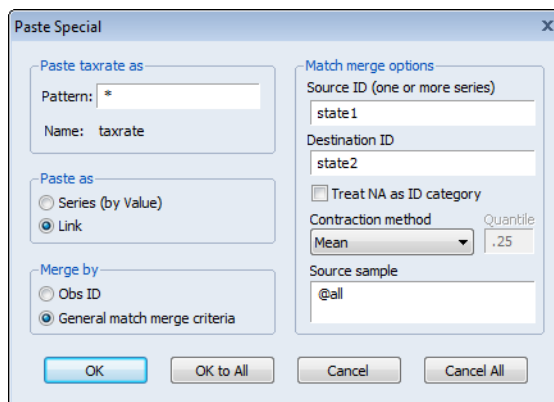 Paste Special
x
Paste taxrate as
Pattern: *
Name: taxrate
Paste as
Series (by Value)
Link
Merge by
Obs ID
General match merge criteria
Match merge options
Source ID (one or more series)
state1
Destination ID
state2
Treat NA as ID category
Contraction method Quantile
Mean .25
Source sample
@all
OK OK to All Cancel Cancel All